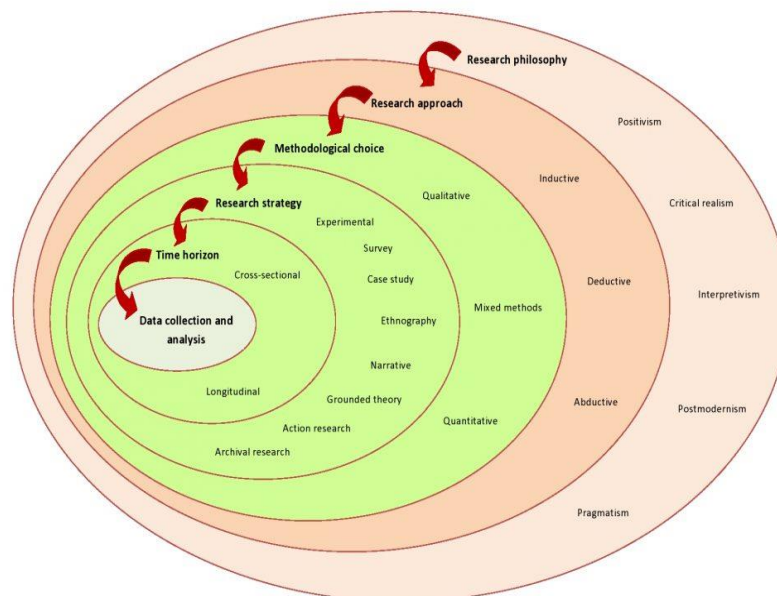 Research philosophy
Research approach
Positivism
Methodological choice
Inductive
Qualitative
Research strategy
Critical realism
Experimental
Survey
Time horizon
Cross-sectional
Case study
Deductive
Interpretivism
Mixed methods
Data collection and
analysis
Ethnography
Narrative
Longitudinal
Grounded theory
Abductive
Postmodernism
Quantitative
Action research
Archival research
Pragmatism